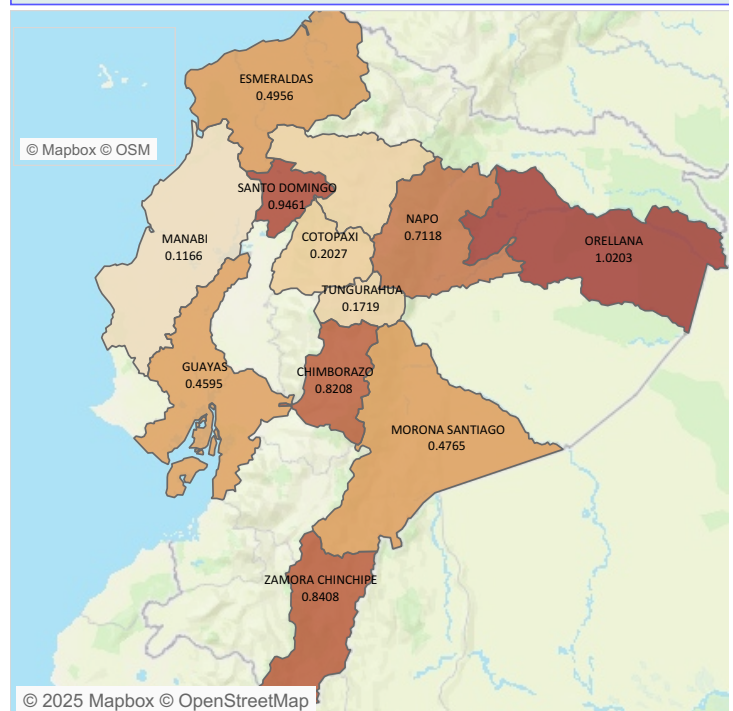 ESMERALDAS
0.4956
© Mapbox © OSM
SANTO DOMINGO
0.9461
NAPO
0.7118
MANABI
0.1166
COTOPAXI
0.2027
ORELLANA
1.0203
TUNGURAHUA
0.1719
GUAYAS
0.4595
CHIMBORAZO
0.8208
MORONA SANTIAGO
0.4765
ZAMORA CHINCHIPE
0.8408
© 2025 Mapbox © OpenStreetMap